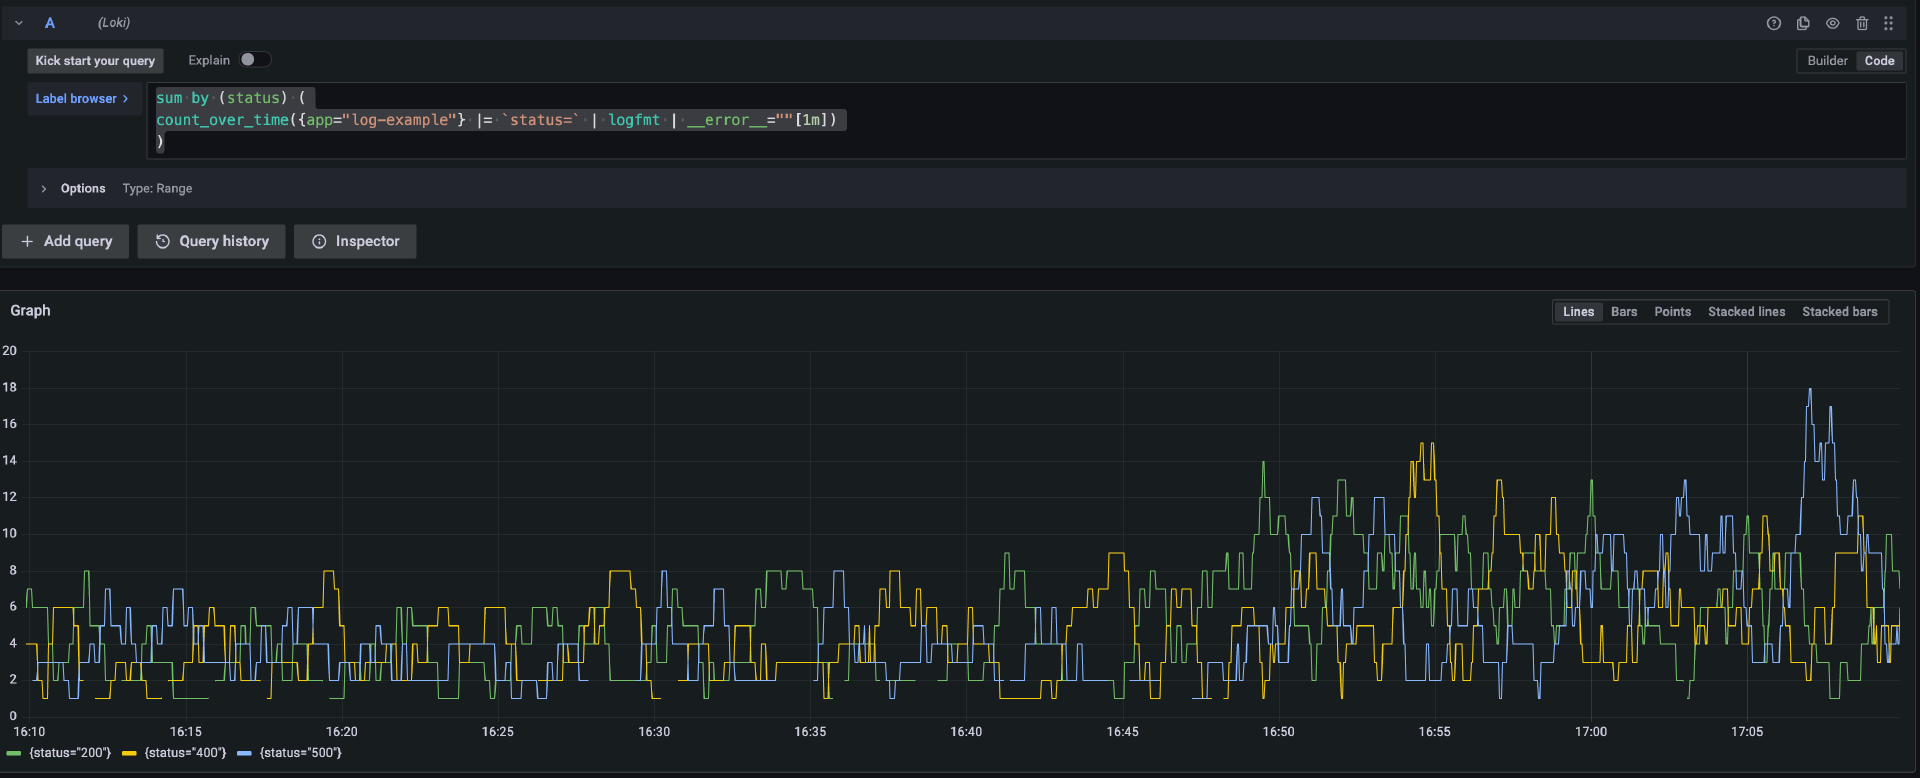 A (Loki)
Kick start your query Explain Builder Code
Label browser >
sum by (status) (
count_over_time({app="log-example"} |= `status=` | logfmt | __error__=""[1m])
)
Options Type: Range
+ Add query Query history Inspector
Graph Lines Bars Points Stacked lines Stacked bars
20
18
16
14
12
10
8
6
4
2
0
16:10 16:15 16:20 16:25 16:30 16:35 16:40 16:45 16:50 16:55 17:00 17:05
{status="200"} {status="400"} {status="500"}